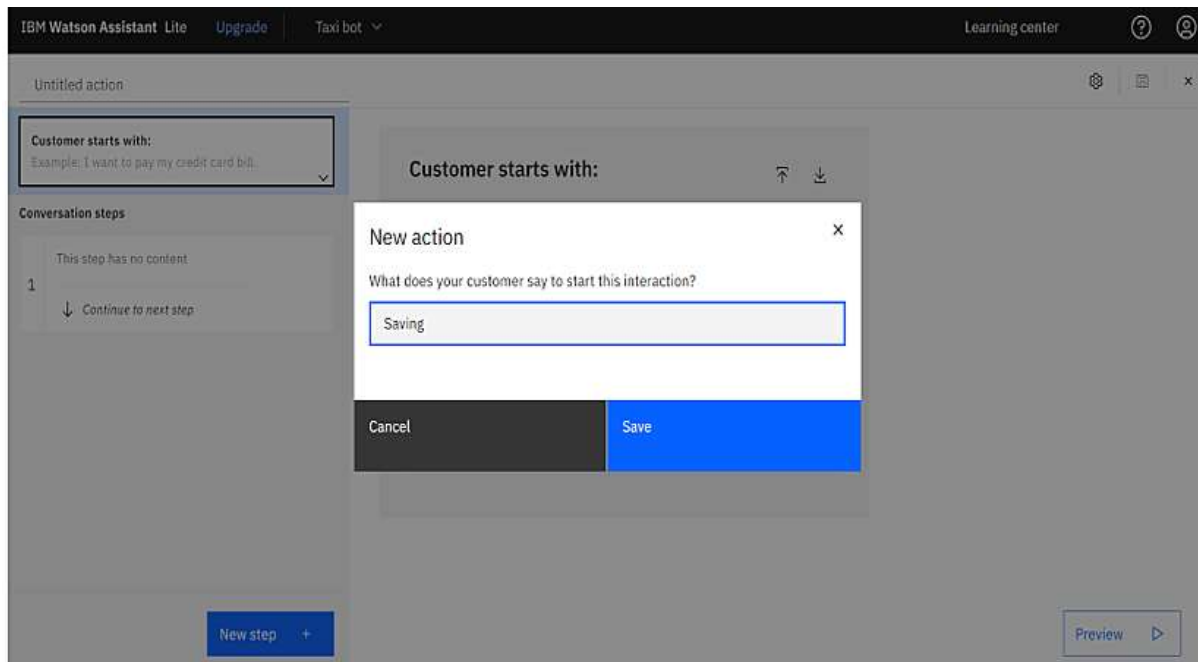 IBM Watson Assistant Lite Upgrade Taxi bot Learning center
Untitled action
Customer starts with:
Example: I want to pay my credit card bill.
Conversation steps
1
This step has no content
Continue to next step
New step +
Customer starts with:
New action
What does your customer say to start this interaction?
Saving
Cancel Save
Preview